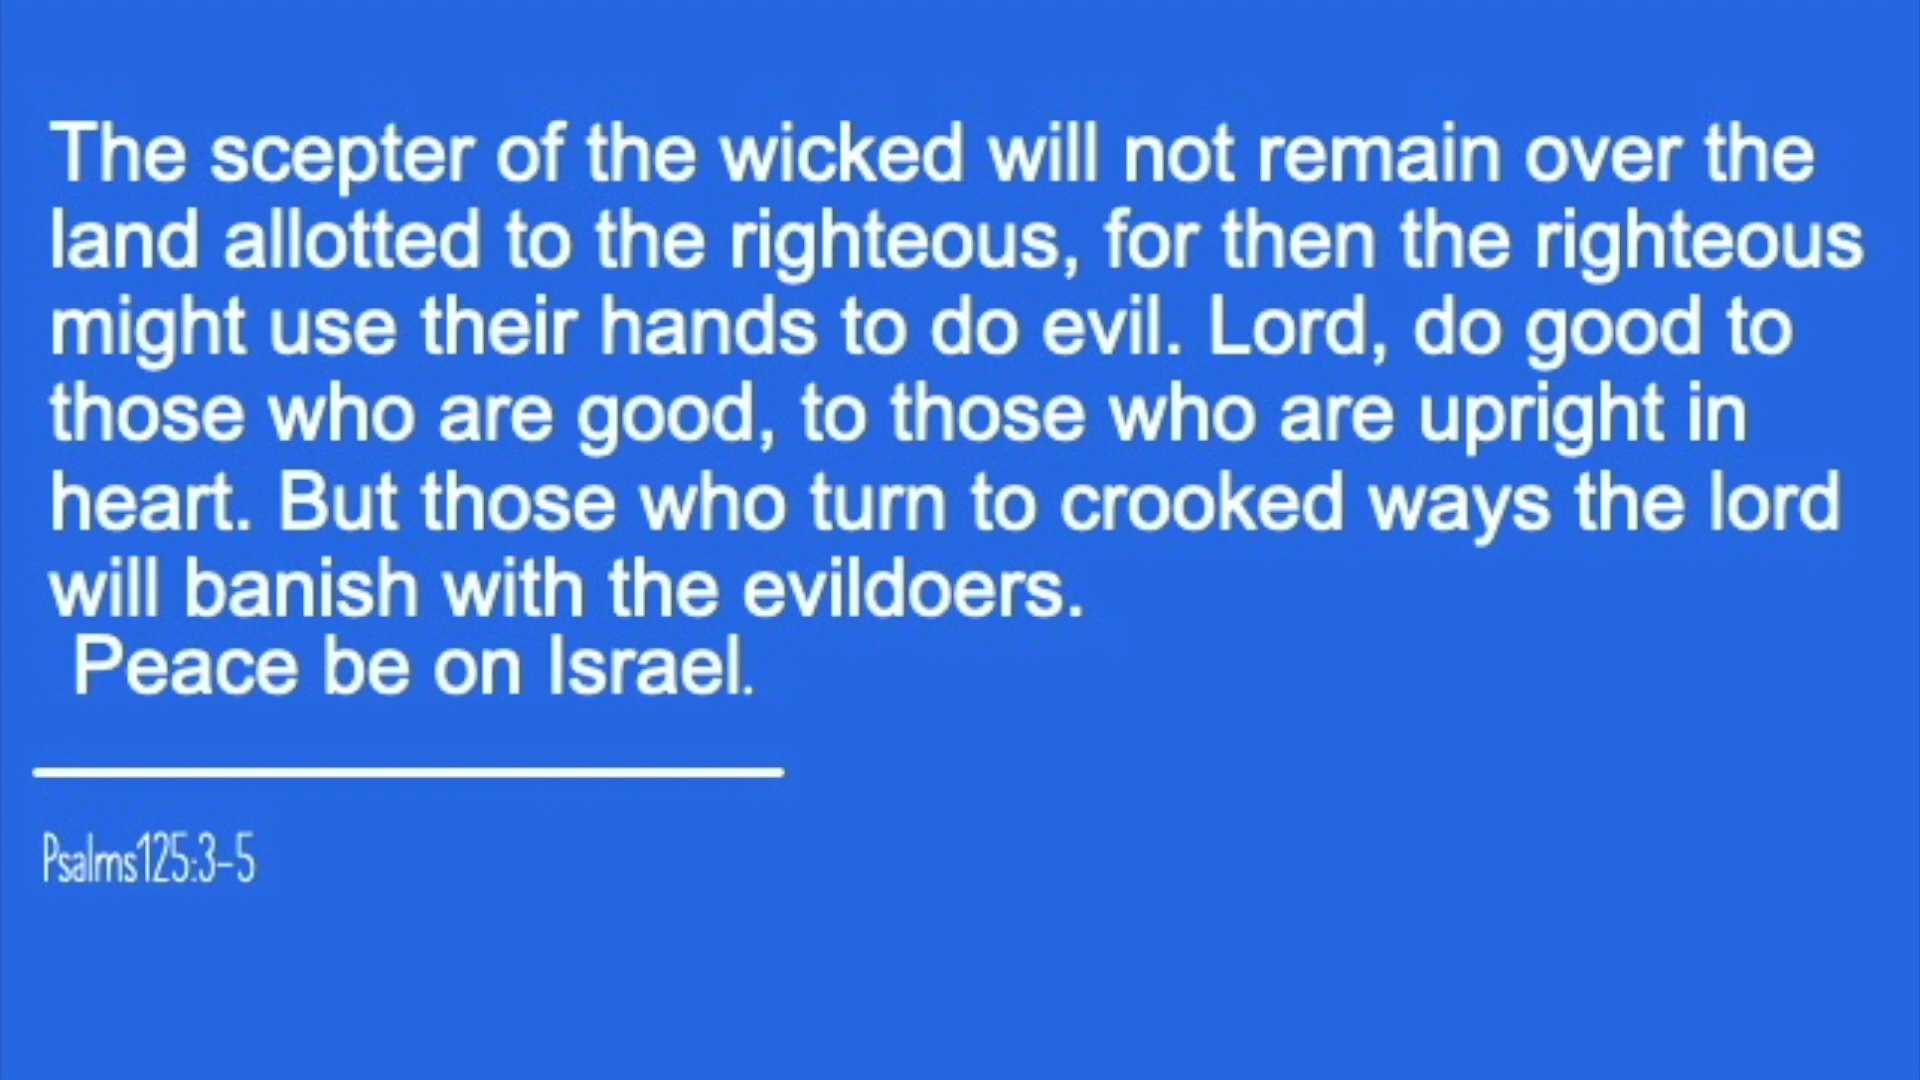 The scepter of the wicked will not remain over the
land allotted to the righteous, for then the righteous
might use their hands to do evil. Lord, do good to
those who are good, to those who are upright in
heart. But those who turn to crooked ways the lord
will banish with the evildoers.
Peace be on Israel.
Psalms125:3-5